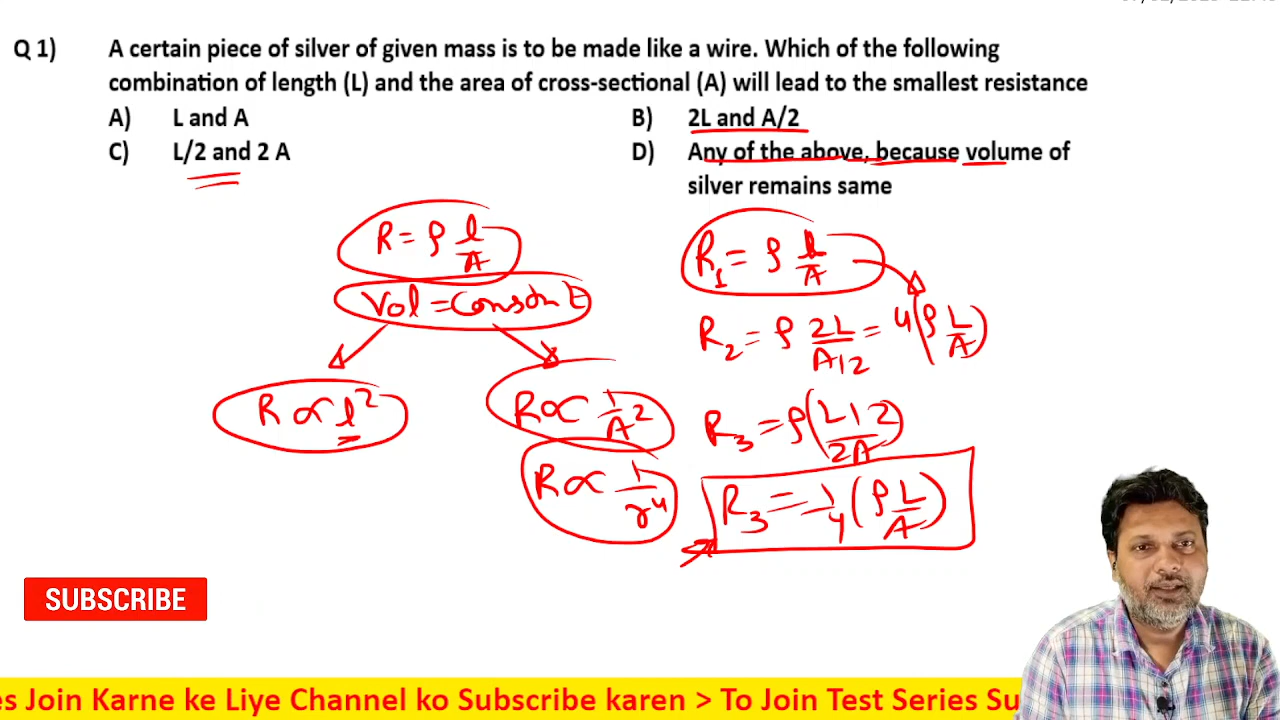 Q 1) A certain piece of silver of given mass is to be made like a wire. Which of the following
combination of length (L) and the area of cross-sectional (A) will lead to the smallest resistance
A) L and A B) 2L and A/2
C) L/2 and 2 A D) Any of the above, because volume of
silver remains same
R = ρ l/A
Vol = Constnt
R ∝ l²
R ∝ 1/A²
R ∝ 1/r⁴
R₁ = ρ l/A
R₂ = ρ 2L/A/2 = 4(ρ L/A)
R₃ = ρ(L/2/2A)
R₃ = 1/4 (ρ L/A)
SUBSCRIBE
Join Karne ke Liye Channel ko Subscribe karen > To Join Test Series Su